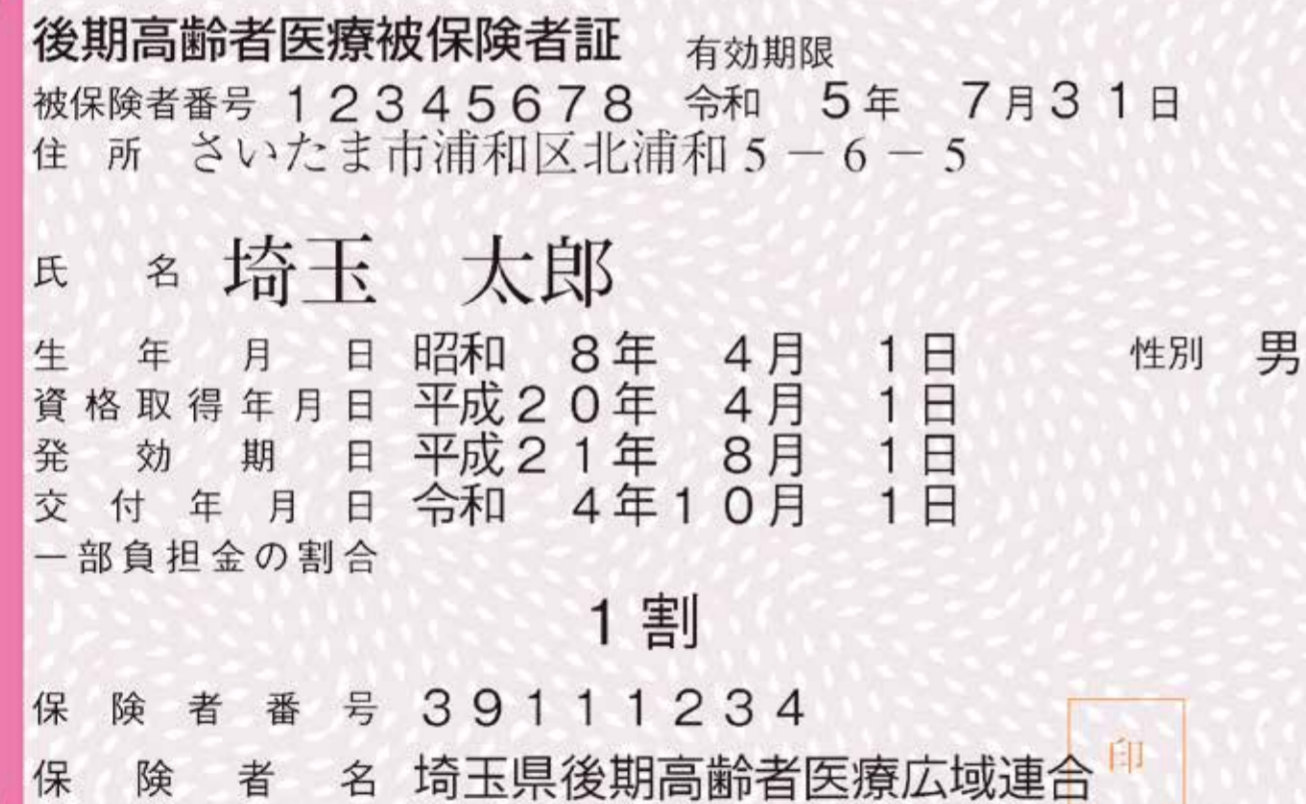 後期高齢者医療被保険者証 有効期限
被保険者番号 12345678 令和 5年 7月31日
住所 さいたま市浦和区北浦和5-6-5
氏名 埼玉 太郎
生年月日 昭和 8年 4月 1日 性別 男
資格取得年月日 平成20年 4月 1日
発効期日 平成21年 8月 1日
交付年月日 令和 4年10月 1日
一部負担金の割合
1割
保険者番号 39111234
保険者名 埼玉県後期高齢者医療広域連合 印